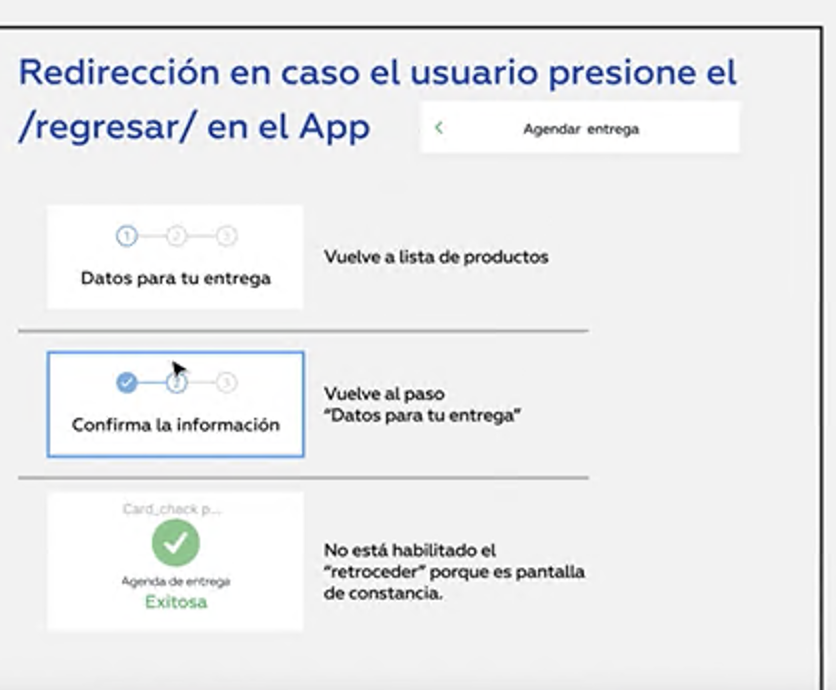 Redirección en caso el usuario presione el
/regresar/ en el App
Agendar entrega
1 2 3
Datos para tu entrega
Vuelve a lista de productos
2 3
Confirma la información
Vuelve al paso
“Datos para tu entrega”
Card_check p...
Agenda de entrega
Exitosa
No está habilitado el
“retroceder” porque es pantalla
de constancia.